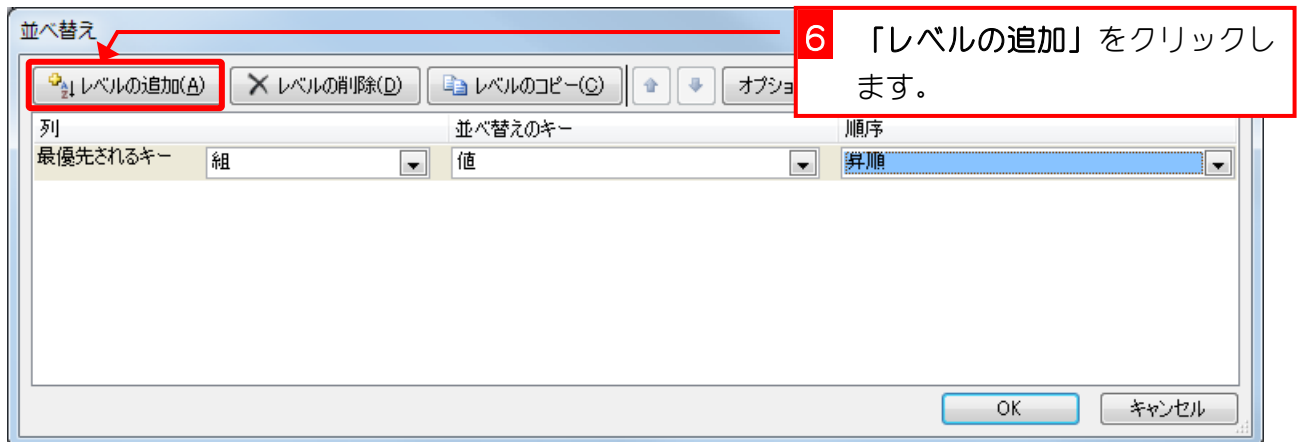 並べ替え
6 「レベルの追加」をクリックし
ます。
レベルの追加(A) レベルの削除(D) レベルのコピー(C) オプショ
列 並べ替えのキー 順序
最優先されるキー 組 値 昇順
OK キャンセル